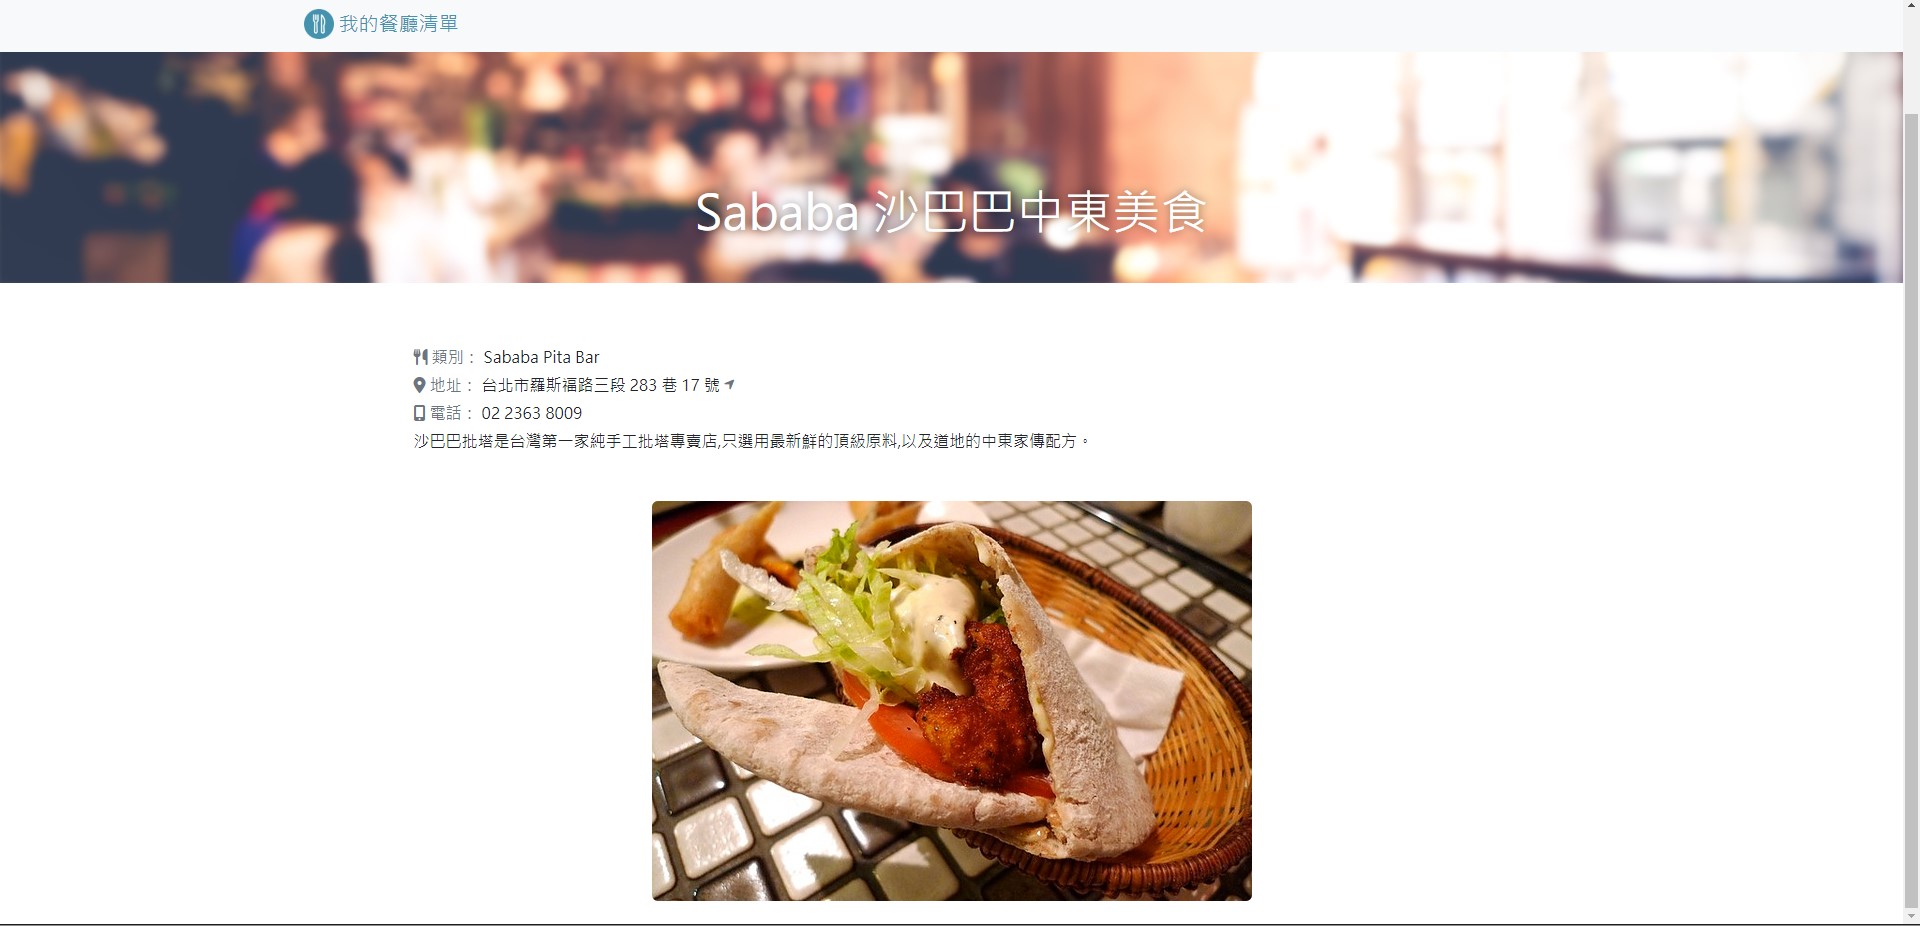 我的餐廳清單
Sababa 沙巴巴中東美食
類別： Sababa Pita Bar
地址： 台北市羅斯福路三段 283 巷 17 號
電話： 02 2363 8009
沙巴巴批塔是台灣第一家純手工批塔專賣店,只選用最新鮮的頂級原料,以及道地的中東家傳配方。